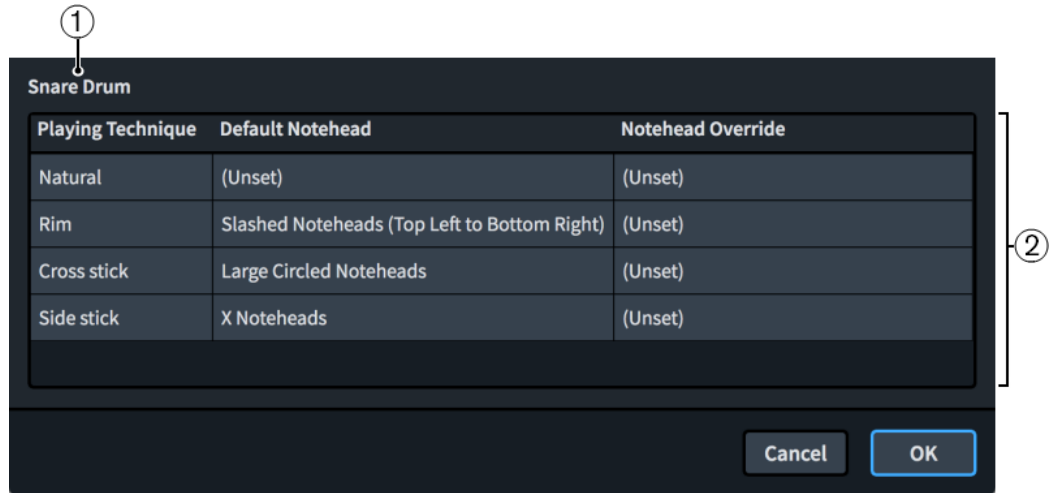 1
Snare Drum
Playing Technique Default Notehead Notehead Override
Natural (Unset) (Unset)
Rim Slashed Noteheads (Top Left to Bottom Right) (Unset)
Cross stick Large Circled Noteheads (Unset)
2
Side stick X Noteheads (Unset)
Cancel OK